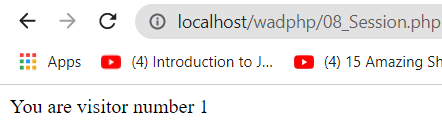 localhost/wadphp/08_Session.php
Apps (4) Introduction to J... (4) 15 Amazing Sh
You are visitor number 1